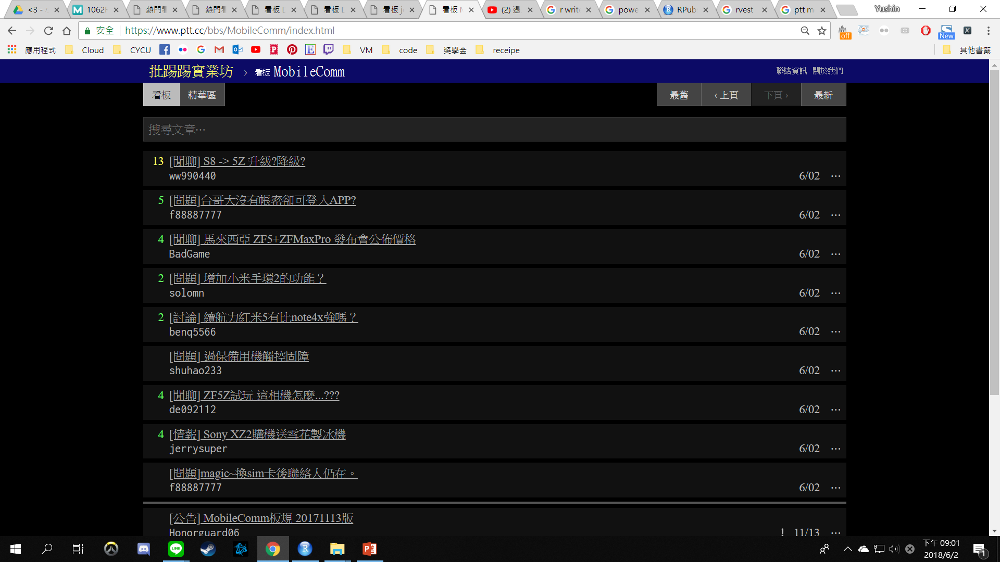 <3 -
1062
熱門看
熱門看
看板
看板
看板
看板
(2)
r write
powe
RPub
rvest
ptt m
Yushin
安全
https://www.ptt.cc/bbs/MobileComm/index.html
off
New
應用程式
Cloud
CYCU
VM
code
獎學金
receipe
其他書籤
批踢踢實業坊 › 看板 MobileComm
聯絡資訊 關於我們
看板 精華區
最舊 ‹ 上頁 下頁 › 最新
搜尋文章⋯
13 [閒聊] S8 -> 5Z 升級?降級?
ww990440 6/02 ⋯
5 [問題]台哥大沒有帳密卻可登入APP?
f88887777 6/02 ⋯
4 [閒聊] 馬來西亞 ZF5+ZFMaxPro 發布會公佈價格
BadGame 6/02 ⋯
2 [問題] 增加小米手環2的功能？
solomn 6/02 ⋯
2 [討論] 續航力紅米5有比note4x強嗎？
benq5566 6/02 ⋯
[問題] 過保備用機觸控固障
shuhao233 6/02 ⋯
4 [閒聊] ZF5Z試玩 這相機怎麼...???
de092112 6/02 ⋯
4 [情報] Sony XZ2購機送雪花製冰機
jerrysuper 6/02 ⋯
[問題]magic~換sim卡後聯絡人仍在。
f88887777 6/02 ⋯
[公告] MobileComm板規 20171113版
Honorguard06 ! 11/13 ⋯
下午 09:01
2018/6/2
1